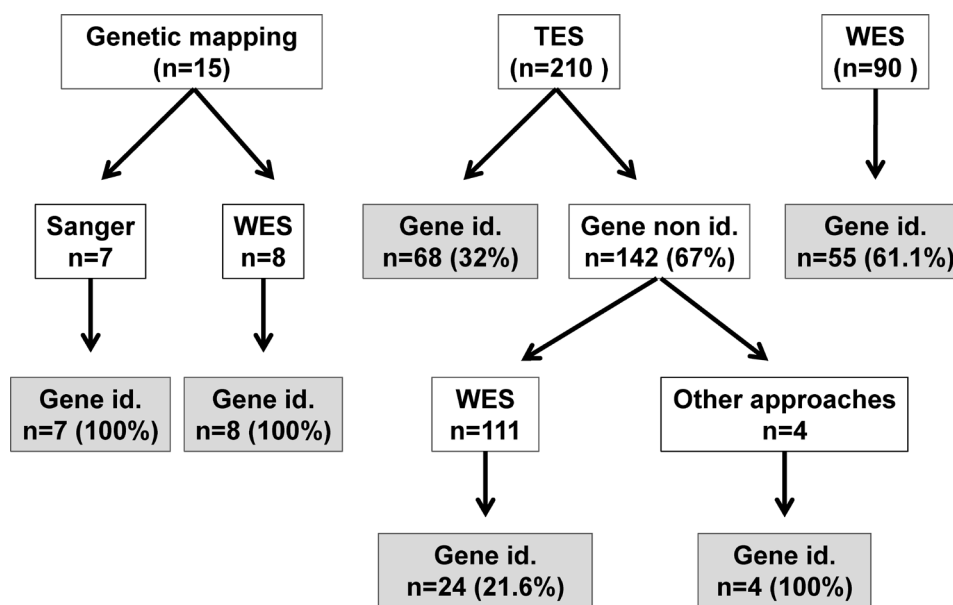 Genetic mapping
(n=15)
TES
(n=210 )
WES
(n=90 )
Sanger
n=7
WES
n=8
Gene id.
n=68 (32%)
Gene non id.
n=142 (67%)
Gene id.
n=55 (61.1%)
Gene id.
n=7 (100%)
Gene id.
n=8 (100%)
WES
n=111
Other approaches
n=4
Gene id.
n=24 (21.6%)
Gene id.
n=4 (100%)